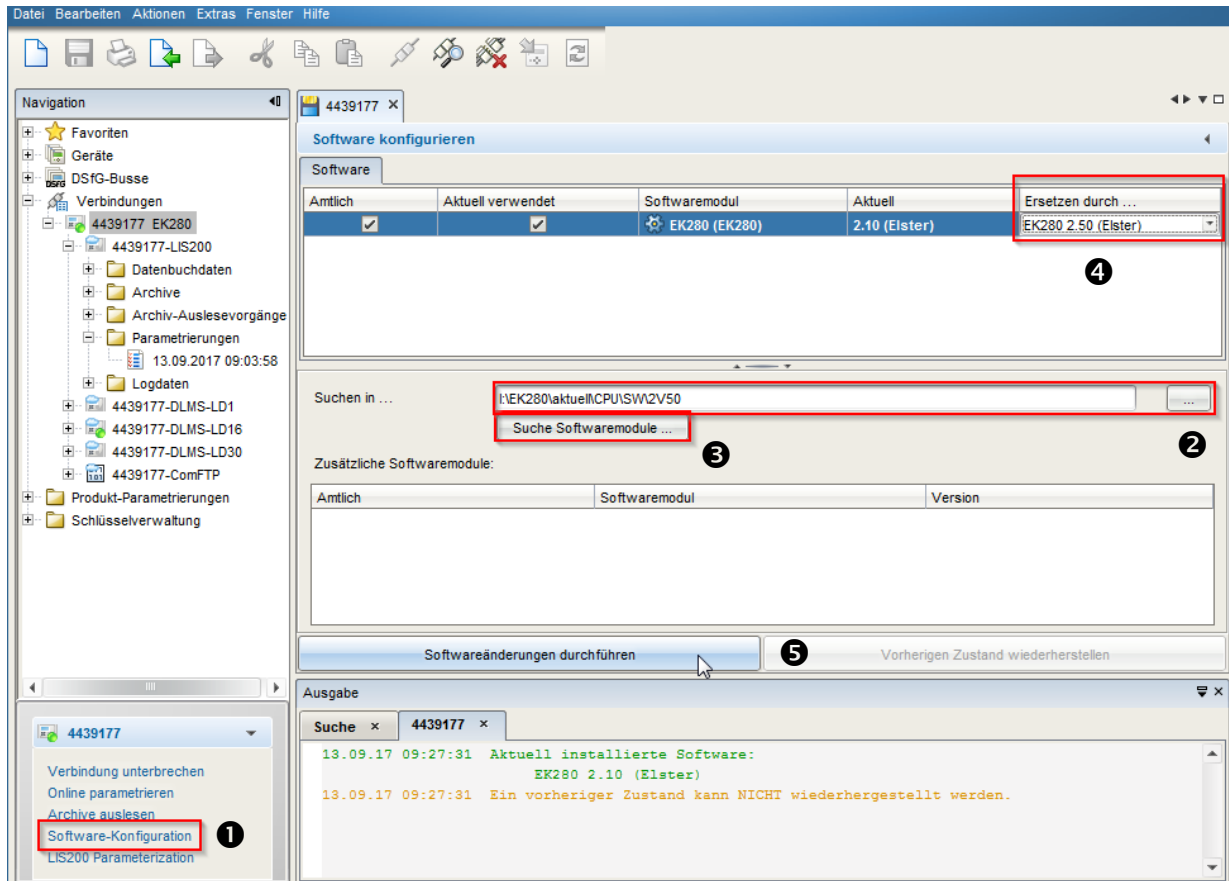 Datei Bearbeiten Aktionen Extras Fenster Hilfe
Navigation
Favoriten
Geräte
DSfG DSfG-Busse
Verbindungen
4439177 EK280
4439177-LIS200
Datenbuchdaten
Archive
Archiv-Auslesevorgänge
Parametrierungen
13.09.2017 09:03:58
Logdaten
4439177-DLMS-LD1
4439177-DLMS-LD16
4439177-DLMS-LD30
4439177-ComFTP
Produkt-Parametrierungen
Schlüsselverwaltung
4439177
Verbindung unterbrechen
Online parametrieren
Archive auslesen
Software-Konfiguration ❶
LIS200 Parameterization
4439177
Software konfigurieren
Software
Amtlich Aktuell verwendet Softwaremodul Aktuell Ersetzen durch ...
EK280 (EK280) 2.10 (Elster) EK280 2.50 (Elster)
❹
Suchen in ... I:\EK280\aktuell\CPU\SW\2V50 ...
❷
Suche Softwaremodule ...
❸
Zusätzliche Softwaremodule:
Amtlich Softwaremodul Version
Softwareänderungen durchführen ❺ Vorherigen Zustand wiederherstellen
Ausgabe
Suche 4439177
13.09.17 09:27:31 Aktuell installierte Software:
EK280 2.10 (Elster)
13.09.17 09:27:31 Ein vorheriger Zustand kann NICHT wiederhergestellt werden.